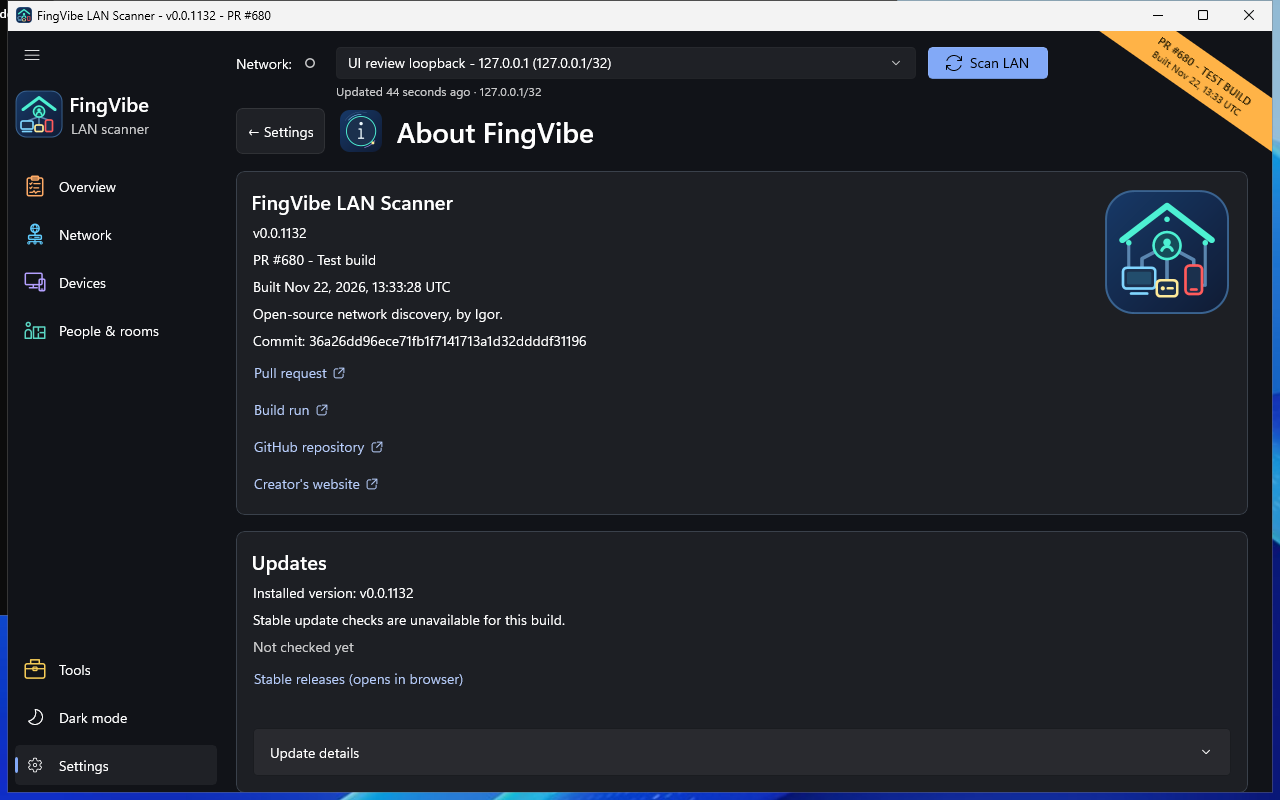 FingVibe LAN Scanner - v0.0.1132 - PR #680
Network:
UI review loopback - 127.0.0.1 (127.0.0.1/32)
Scan LAN
Updated 44 seconds ago · 127.0.0.1/32
PR #680 - TEST BUILD
Built Nov 22, 13:33 UTC
FingVibe
LAN scanner
Overview
Network
Devices
People & rooms
Tools
Dark mode
Settings
← Settings
About FingVibe
FingVibe LAN Scanner
v0.0.1132
PR #680 - Test build
Built Nov 22, 2026, 13:33:28 UTC
Open-source network discovery, by Igor.
Commit: 36a26dd96ece71fb1f7141713a1d32ddddf31196
Pull request
Build run
GitHub repository
Creator's website
Updates
Installed version: v0.0.1132
Stable update checks are unavailable for this build.
Not checked yet
Stable releases (opens in browser)
Update details